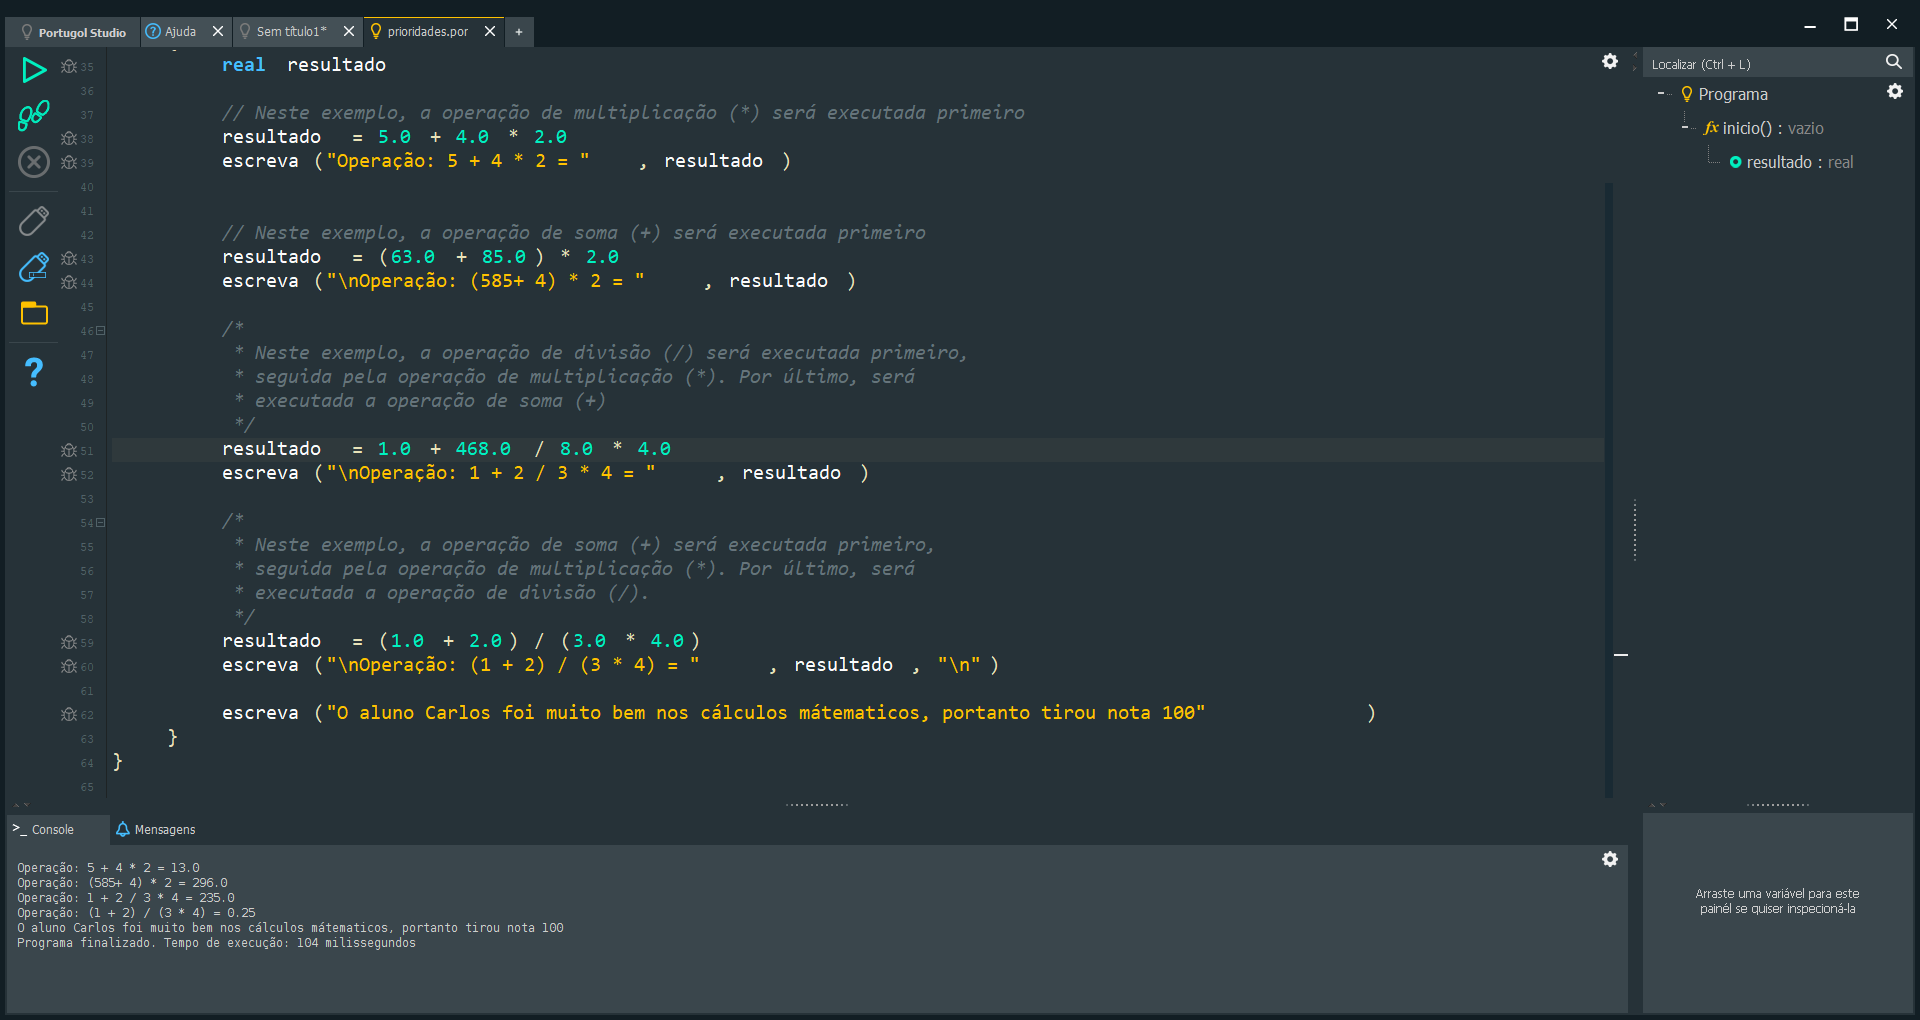 Portugol Studio
Ajuda
Sem título1*
prioridades.por
+
35 real resultado
36
37 // Neste exemplo, a operação de multiplicação (*) será executada primeiro
38 resultado = 5.0 + 4.0 * 2.0
39 escreva ("Operação: 5 + 4 * 2 = " , resultado )
40
41
42 // Neste exemplo, a operação de soma (+) será executada primeiro
43 resultado = (63.0 + 85.0 ) * 2.0
44 escreva ("\nOperação: (585+ 4) * 2 = " , resultado )
45
46 /*
47 * Neste exemplo, a operação de divisão (/) será executada primeiro,
48 * seguida pela operação de multiplicação (*). Por último, será
49 * executada a operação de soma (+)
50 */
51 resultado = 1.0 + 468.0 / 8.0 * 4.0
52 escreva ("\nOperação: 1 + 2 / 3 * 4 = " , resultado )
53
54 /*
55 * Neste exemplo, a operação de soma (+) será executada primeiro,
56 * seguida pela operação de multiplicação (*). Por último, será
57 * executada a operação de divisão (/).
58 */
59 resultado = (1.0 + 2.0 ) / (3.0 * 4.0 )
60 escreva ("\nOperação: (1 + 2) / (3 * 4) = " , resultado , "\n" )
61
62 escreva ("O aluno Carlos foi muito bem nos cálculos mátematicos, portanto tirou nota 100" )
63 }
64 }
65
Localizar (Ctrl + L)
Programa
fx inicio() : vazio
resultado : real
>_ Console
Mensagens
Operação: 5 + 4 * 2 = 13.0
Operação: (585+ 4) * 2 = 296.0
Operação: 1 + 2 / 3 * 4 = 235.0
Operação: (1 + 2) / (3 * 4) = 0.25
O aluno Carlos foi muito bem nos cálculos mátematicos, portanto tirou nota 100
Programa finalizado. Tempo de execução: 104 milissegundos
Arraste uma variável para este
painél se quiser inspecioná-la